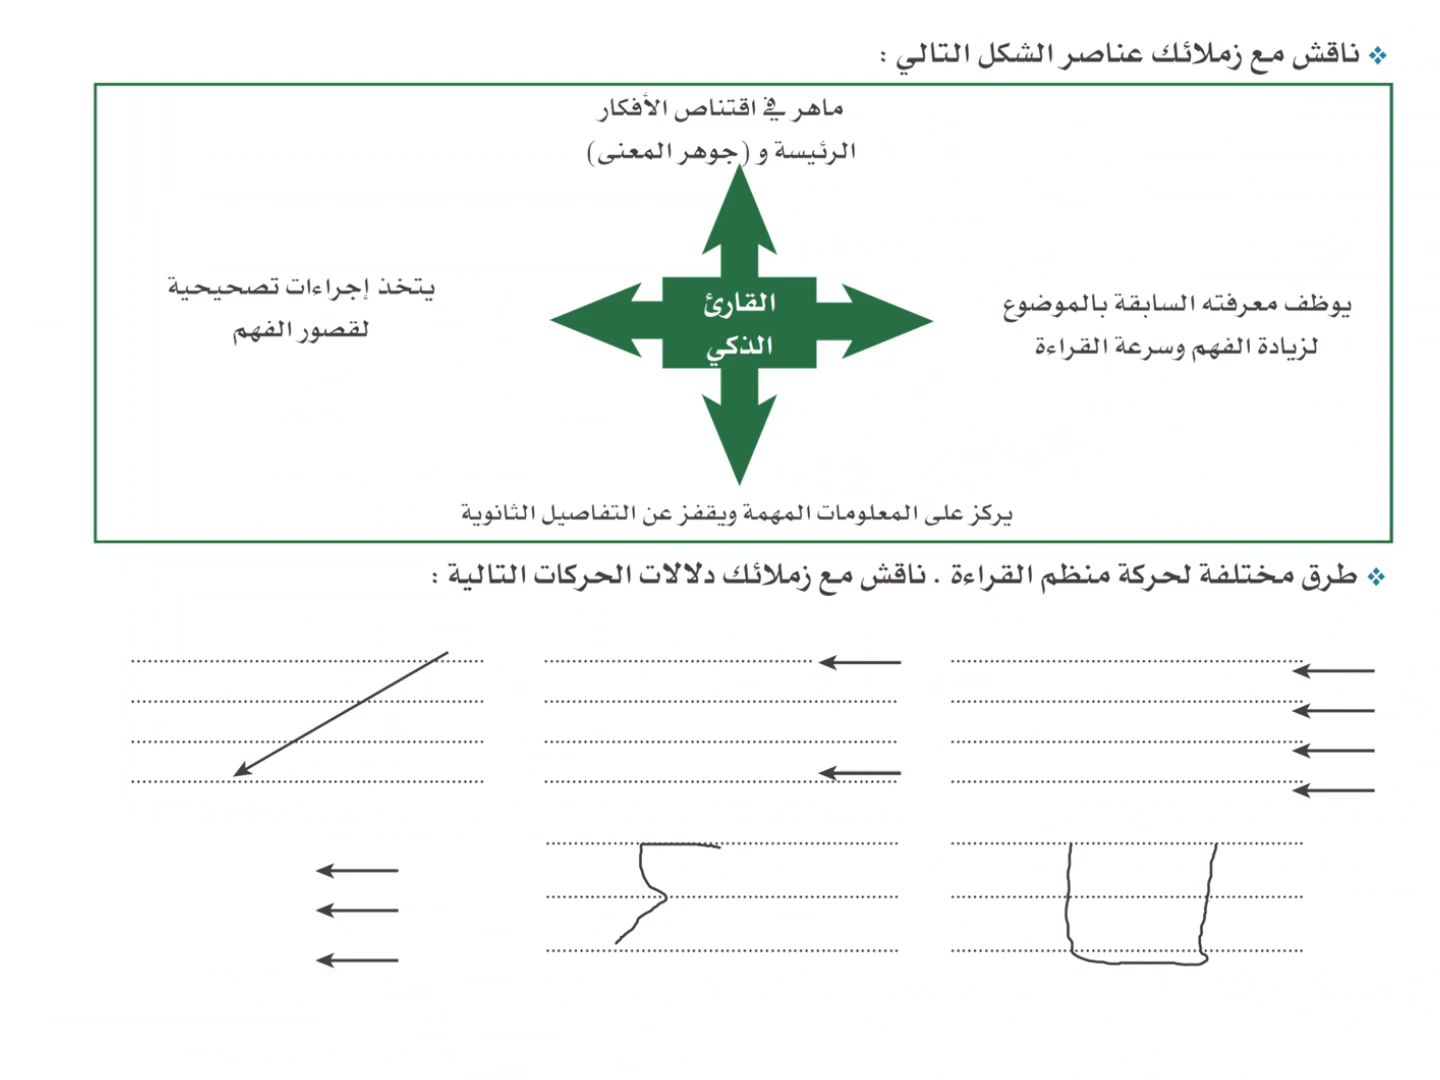 ناقش مع زملائك عناصر الشكل التالي :
ماهر في اقتناص الأفكار
الرئيسة و (جوهر المعنى)
يوظف معرفته السابقة بالموضوع
لزيادة الفهم وسرعة القراءة
القارئ
الذكي
يتخذ إجراءات تصحيحية
لقصور الفهم
يركز على المعلومات المهمة ويقفز عن التفاصيل الثانوية
طرق مختلفة لحركة منظم القراءة . ناقش مع زملائك دلالات الحركات التالية :